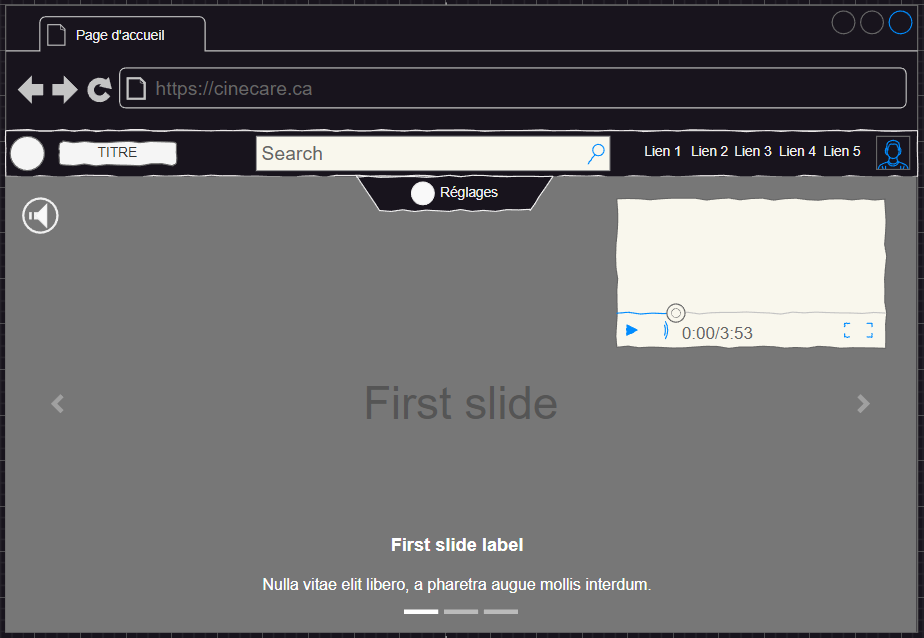 Page d'accueil
https://cinecare.ca
TITRE
Search
Lien 1 Lien 2 Lien 3 Lien 4 Lien 5
Réglages
0:00/3:53
First slide
First slide label
Nulla vitae elit libero, a pharetra augue mollis interdum.